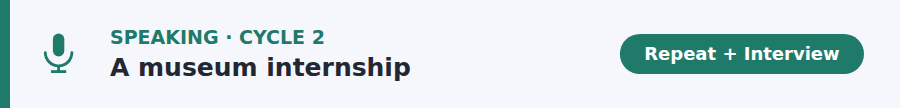 SPEAKING · CYCLE 2
A museum internship
Repeat + Interview